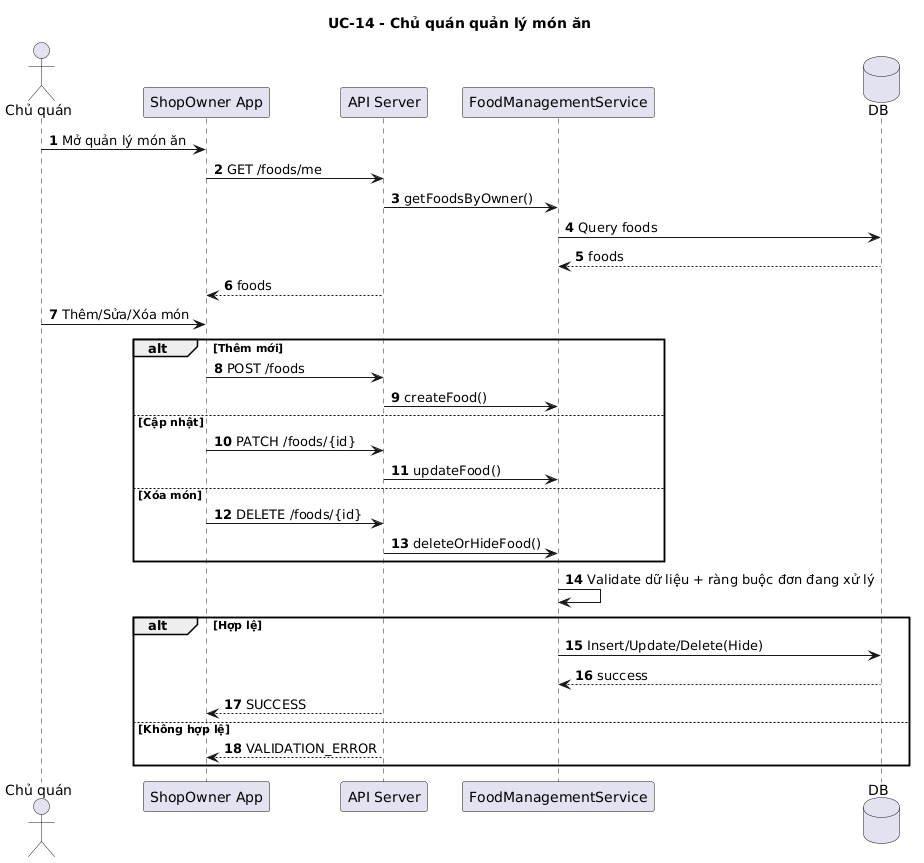 UC-14 - Chủ quán quản lý món ăn
Chủ quán
ShopOwner App
API Server
FoodManagementService
DB
1 Mở quản lý món ăn
2 GET /foods/me
3 getFoodsByOwner()
4 Query foods
5 foods
6 foods
7 Thêm/Sửa/Xóa món
alt [Thêm mới]
8 POST /foods
9 createFood()
[Cập nhật]
10 PATCH /foods/{id}
11 updateFood()
[Xóa món]
12 DELETE /foods/{id}
13 deleteOrHideFood()
14 Validate dữ liệu + ràng buộc đơn đang xử lý
alt [Hợp lệ]
15 Insert/Update/Delete(Hide)
16 success
17 SUCCESS
[Không hợp lệ]
18 VALIDATION_ERROR
Chủ quán
ShopOwner App
API Server
FoodManagementService
DB